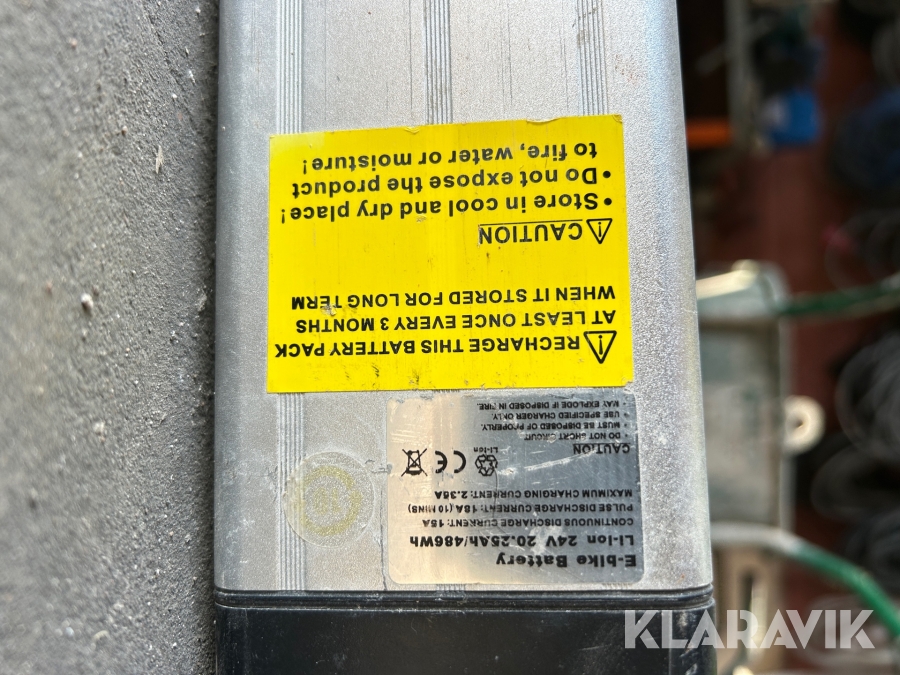 ⚠ RECHARGE THIS BATTERY PACK
AT LEAST ONCE EVERY 3 MONTHS
WHEN IT STORED FOR LONG TERM
⚠ CAUTION
• Store in cool and dry place!
• Do not expose the product
to fire, water or moisture!
E-bike Battery
Li-Ion 24V 20.25Ah/486Wh
CONTINUOUS DISCHARGE CURRENT: 15A
PULSE DISCHARGE CURRENT: 18A (10 MINS)
MAXIMUM CHARGING CURRENT: 2.36A
Li-Ion CE
CAUTION
• DO NOT SHORT CIRCUIT.
• MUST BE DISPOSED OF PROPERLY.
• USE SPECIFIED CHARGER ONLY.
• MAY EXPLODE IF DISPOSED IN FIRE.
KLARAVIK